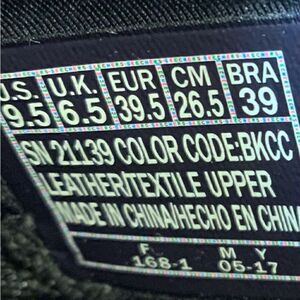 U.S. U.K. EUR CM BRA
9.5 6.5 39.5 26.5 39
SN 21139 COLOR CODE:BKCC
LEATHER/TEXTILE UPPER
MADE IN CHINA/HECHO EN CHINA
F M Y
168-1 05-17